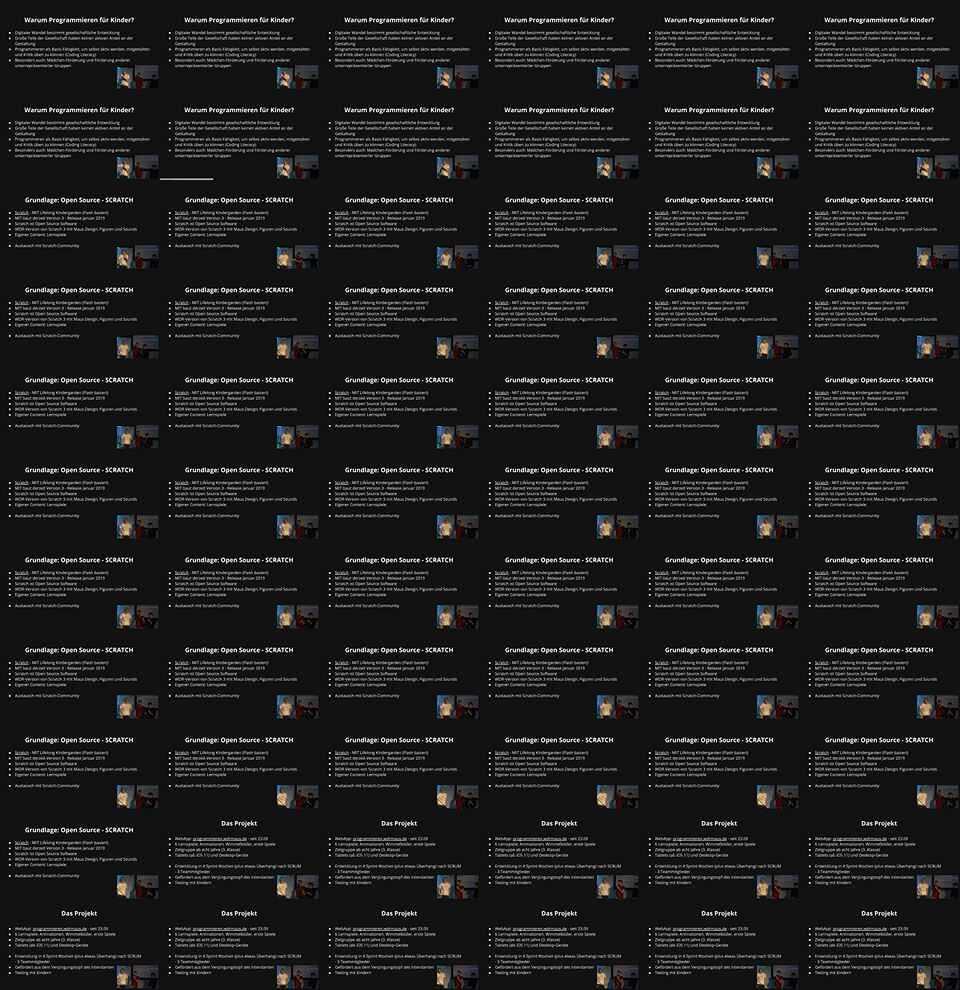 Warum Programmieren für Kinder?
Digitaler Wandel bestimmt gesellschaftliche Entwicklung
Große Teile der Gesellschaft haben keinen aktiven Anteil an der
Gestaltung
Programmieren als Basis-Fähigkeit, um selbst aktiv werden, mitgestalten
und Kritik üben zu können (Coding Literacy)
Besonders auch: Mädchen-Förderung und Förderung anderer
unterrepräsentierter Gruppen
Grundlage: Open Source - SCRATCH
Scratch - MIT Lifelong Kindergarden (Flash basiert)
MIT baut derzeit Version 3 - Release Januar 2019
Scratch ist Open Source Software
WDR-Version von Scratch 3 mit Maus Design, Figuren und Sounds
Eigener Content: Lernspiele
Austausch mit Scratch-Community
Das Projekt
WebApp: programmieren.wdrmaus.de - seit 23.09
6 Lernspiele, Animationen, Wimmelbilder, erste Spiele
Zielgruppe ab acht Jahre (3. Klasse)
Tablets (ab iOS 11) und Desktop-Geräte
Entwicklung in 4 Sprint-Wochen (plus etwas Überhang) nach SCRUM
Gefördert aus dem Verjüngungstopf des Intendanten
Testing mit Kindern